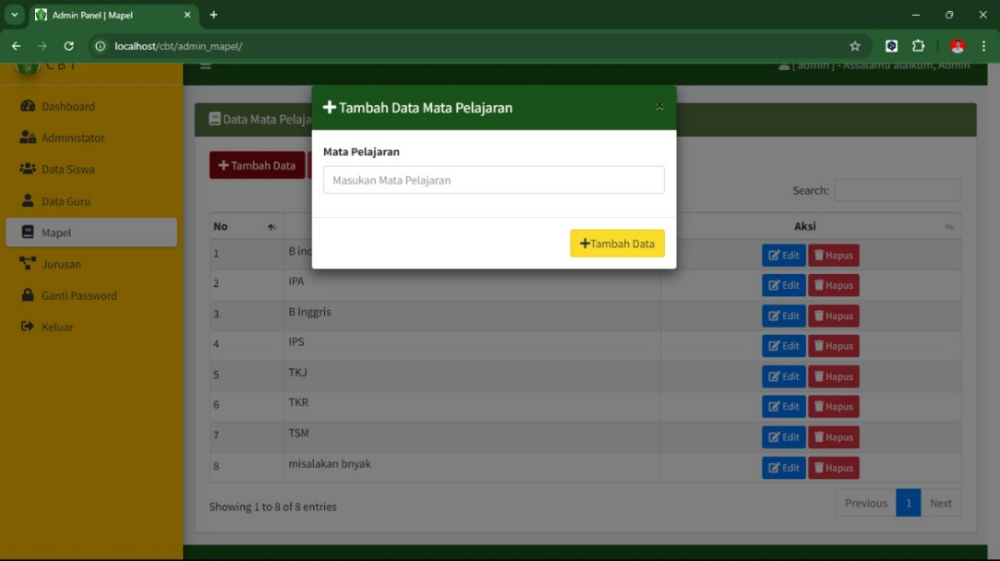 Admin Panel | Mapel
localhost/cbt/admin_mapel/
CBT
[ admin ] - Assalamu alaikum, Admin
Dashboard
Administator
Data Siswa
Data Guru
Mapel
Jurusan
Ganti Password
Keluar
Data Mata Pelaja
Tambah Data
Tambah Data Mata Pelajaran
×
Mata Pelajaran
Masukan Mata Pelajaran
Tambah Data
Search:
No Aksi
1 B ind Edit Hapus
2 IPA Edit Hapus
3 B Inggris Edit Hapus
4 IPS Edit Hapus
5 TKJ Edit Hapus
6 TKR Edit Hapus
7 TSM Edit Hapus
8 misalakan bnyak Edit Hapus
Showing 1 to 8 of 8 entries
Previous 1 Next